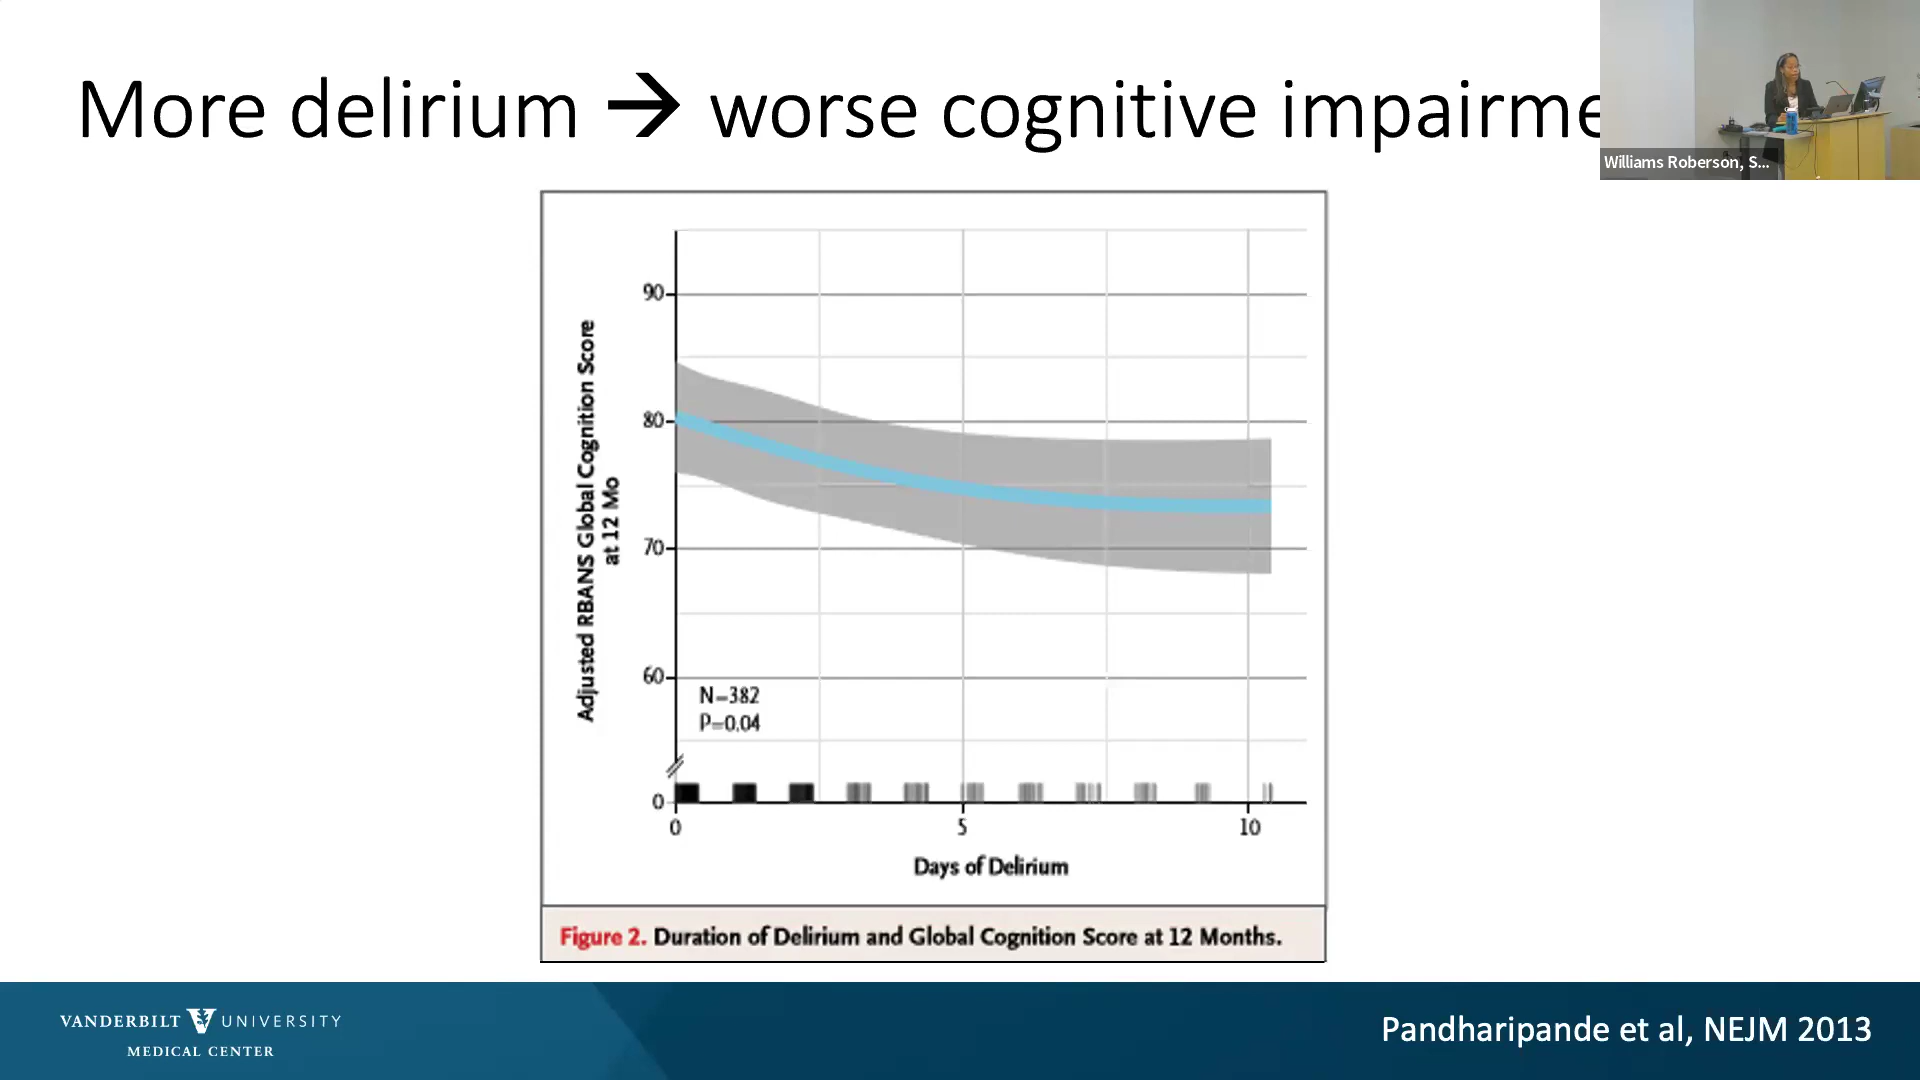 More delirium → worse cognitive impairme
Williams Roberson, S...
Adjusted RBANS Global Cognition Score
at 12 Mo
90
80
70
60
N=382
P=0.04
0
0 5 10
Days of Delirium
Figure 2. Duration of Delirium and Global Cognition Score at 12 Months.
VANDERBILT UNIVERSITY
MEDICAL CENTER
Pandharipande et al, NEJM 2013